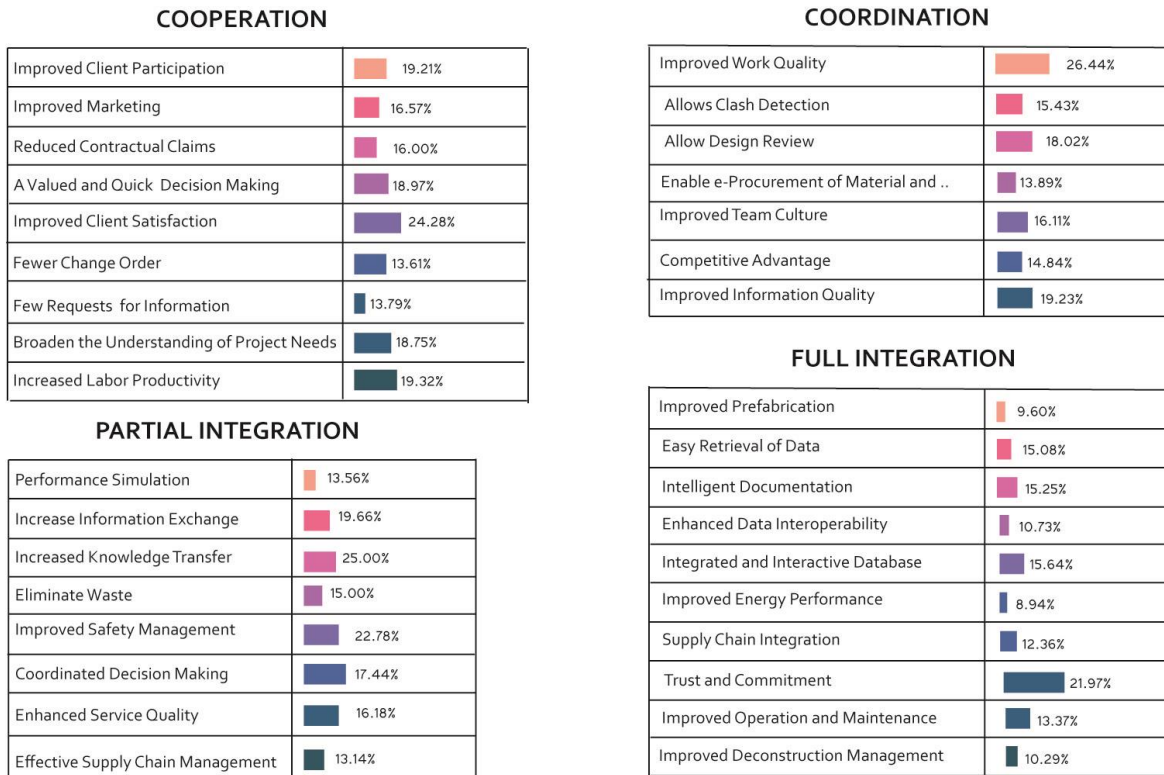 COOPERATION
Improved Client Participation 19.21%
Improved Marketing 16.57%
Reduced Contractual Claims 16.00%
A Valued and Quick Decision Making 18.97%
Improved Client Satisfaction 24.28%
Fewer Change Order 13.61%
Few Requests for Information 13.79%
Broaden the Understanding of Project Needs 18.75%
Increased Labor Productivity 19.32%
PARTIAL INTEGRATION
Performance Simulation 13.56%
Increase Information Exchange 19.66%
Increased Knowledge Transfer 25.00%
Eliminate Waste 15.00%
Improved Safety Management 22.78%
Coordinated Decision Making 17.44%
Enhanced Service Quality 16.18%
Effective Supply Chain Management 13.14%
COORDINATION
Improved Work Quality 26.44%
Allows Clash Detection 15.43%
Allow Design Review 18.02%
Enable e-Procurement of Material and .. 13.89%
Improved Team Culture 16.11%
Competitive Advantage 14.84%
Improved Information Quality 19.23%
FULL INTEGRATION
Improved Prefabrication 9.60%
Easy Retrieval of Data 15.08%
Intelligent Documentation 15.25%
Enhanced Data Interoperability 10.73%
Integrated and Interactive Database 15.64%
Improved Energy Performance 8.94%
Supply Chain Integration 12.36%
Trust and Commitment 21.97%
Improved Operation and Maintenance 13.37%
Improved Deconstruction Management 10.29%